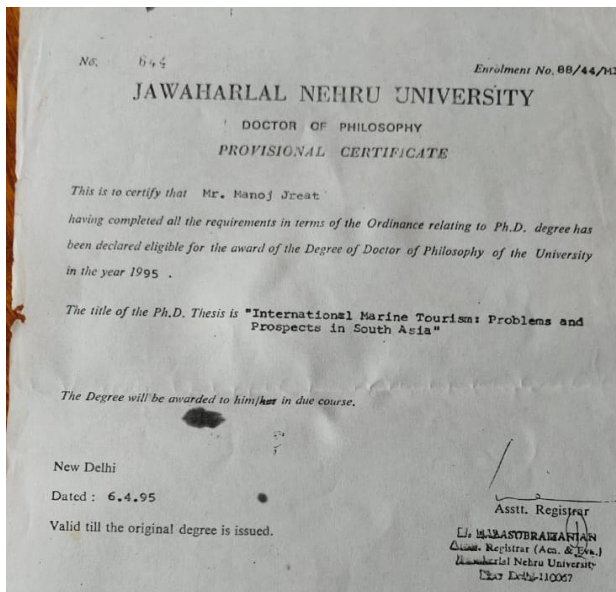 No. 644
Enrolment No. 88/44/MI
JAWAHARLAL NEHRU UNIVERSITY
DOCTOR OF PHILOSOPHY
PROVISIONAL CERTIFICATE
This is to certify that Mr. Manoj Jreat
having completed all the requirements in terms of the Ordinance relating to Ph.D. degree has
been declared eligible for the award of the Degree of Doctor of Philosophy of the University
in the year 1995 .
The title of the Ph.D. Thesis is "International Marine Tourism: Problems and
Prospects in South Asia"
The Degree will be awarded to him/her in due course.
New Delhi
Dated : 6.4.95
Asstt. Registrar
Valid till the original degree is issued.
Registrar (Acn. & Eva.)
Nehru University
Delhi-110067